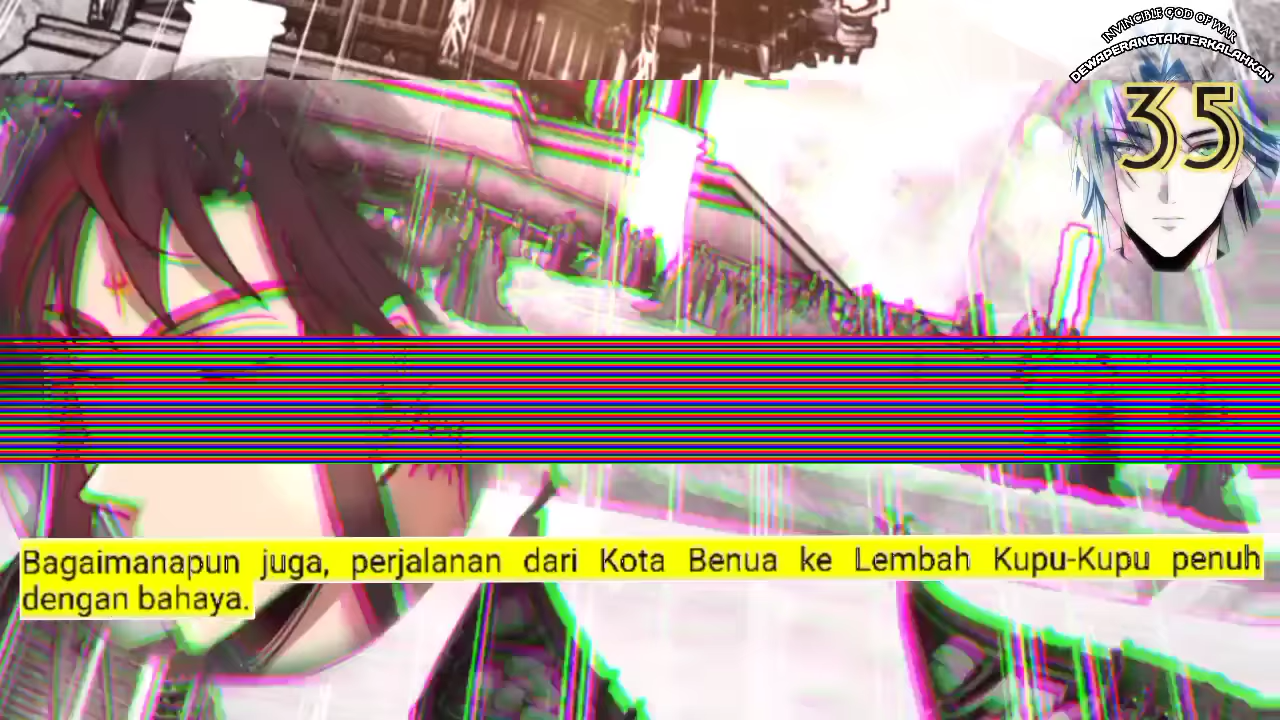 INVINCIBLE GOD OF WAR
DEWAPERANGTAKTERKALAHKAN
35
Bagaimanapun juga, perjalanan dari Kota Benua ke Lembah Kupu-Kupu penuh
dengan bahaya.